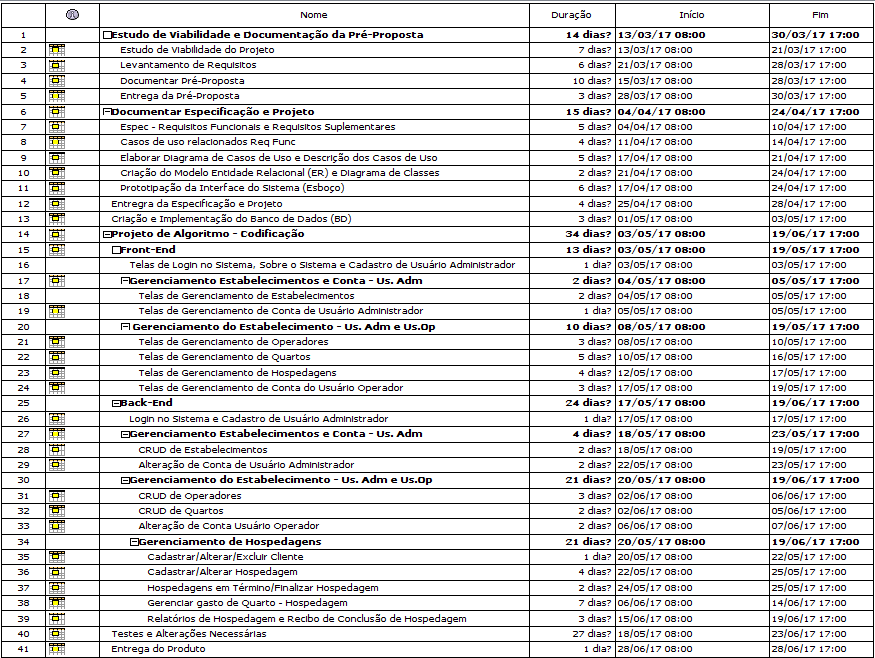 Nome Duração Início Fim
1 Estudo de Viabilidade e Documentação da Pré-Proposta 14 dias? 13/03/17 08:00 30/03/17 17:00
2 Estudo de Viabilidade do Projeto 7 dias? 13/03/17 08:00 21/03/17 17:00
3 Levantamento de Requisitos 6 dias? 21/03/17 08:00 28/03/17 17:00
4 Documentar Pré-Proposta 10 dias? 15/03/17 08:00 28/03/17 17:00
5 Entrega da Pré-Proposta 3 dias? 28/03/17 08:00 30/03/17 17:00
6 Documentar Especificação e Projeto 15 dias? 04/04/17 08:00 24/04/17 17:00
7 Espec - Requisitos Funcionais e Requisitos Suplementares 5 dias? 04/04/17 08:00 10/04/17 17:00
8 Casos de uso relacionados Req Func 4 dias? 11/04/17 08:00 14/04/17 17:00
9 Elaborar Diagrama de Casos de Uso e Descrição dos Casos de Uso 5 dias? 17/04/17 08:00 21/04/17 17:00
10 Criação do Modelo Entidade Relacional (ER) e Diagrama de Classes 2 dias? 21/04/17 08:00 24/04/17 17:00
11 Prototipação da Interface do Sistema (Esboço) 6 dias? 17/04/17 08:00 24/04/17 17:00
12 Entregra da Especificação e Projeto 4 dias? 25/04/17 08:00 28/04/17 17:00
13 Criação e Implementação do Banco de Dados (BD) 3 dias? 01/05/17 08:00 03/05/17 17:00
14 Projeto de Algoritmo - Codificação 34 dias? 03/05/17 08:00 19/06/17 17:00
15 Front-End 13 dias? 03/05/17 08:00 19/05/17 17:00
16 Telas de Login no Sistema, Sobre o Sistema e Cadastro de Usuário Administrador 1 dia? 03/05/17 08:00 03/05/17 17:00
17 Gerenciamento Estabelecimentos e Conta - Us. Adm 2 dias? 04/05/17 08:00 05/05/17 17:00
18 Telas de Gerenciamento de Estabelecimentos 2 dias? 04/05/17 08:00 05/05/17 17:00
19 Telas de Gerenciamento de Conta de Usuário Administrador 1 dia? 05/05/17 08:00 05/05/17 17:00
20 Gerenciamento do Estabelecimento - Us. Adm e Us.Op 10 dias? 08/05/17 08:00 19/05/17 17:00
21 Telas de Gerenciamento de Operadores 3 dias? 08/05/17 08:00 10/05/17 17:00
22 Telas de Gerenciamento de Quartos 5 dias? 10/05/17 08:00 16/05/17 17:00
23 Telas de Gerenciamento de Hospedagens 4 dias? 12/05/17 08:00 17/05/17 17:00
24 Telas de Gerenciamento de Conta do Usuário Operador 3 dias? 17/05/17 08:00 19/05/17 17:00
25 Back-End 24 dias? 17/05/17 08:00 19/06/17 17:00
26 Login no Sistema e Cadastro de Usuário Administrador 1 dia? 17/05/17 08:00 17/05/17 17:00
27 Gerenciamento Estabelecimentos e Conta - Us. Adm 4 dias? 18/05/17 08:00 23/05/17 17:00
28 CRUD de Estabelecimentos 2 dias? 18/05/17 08:00 19/05/17 17:00
29 Alteração de Conta de Usuário Administrador 2 dias? 22/05/17 08:00 23/05/17 17:00
30 Gerenciamento do Estabelecimento - Us. Adm e Us.Op 21 dias? 20/05/17 08:00 19/06/17 17:00
31 CRUD de Operadores 3 dias? 02/06/17 08:00 06/06/17 17:00
32 CRUD de Quartos 2 dias? 02/06/17 08:00 05/06/17 17:00
33 Alteração de Conta Usuário Operador 2 dias? 06/06/17 08:00 07/06/17 17:00
34 Gerenciamento de Hospedagens 21 dias? 20/05/17 08:00 19/06/17 17:00
35 Cadastrar/Alterar/Excluir Cliente 1 dia? 20/05/17 08:00 22/05/17 17:00
36 Cadastrar/Alterar Hospedagem 4 dias? 22/05/17 08:00 25/05/17 17:00
37 Hospedagens em Término/Finalizar Hospedagem 2 dias? 24/05/17 08:00 25/05/17 17:00
38 Gerenciar gasto de Quarto - Hospedagem 7 dias? 06/06/17 08:00 14/06/17 17:00
39 Relatórios de Hospedagem e Recibo de Conclusão de Hospedagem 3 dias? 15/06/17 08:00 19/06/17 17:00
40 Testes e Alterações Necessárias 27 dias? 18/05/17 08:00 23/06/17 17:00
41 Entrega do Produto 1 dia? 28/06/17 08:00 28/06/17 17:00